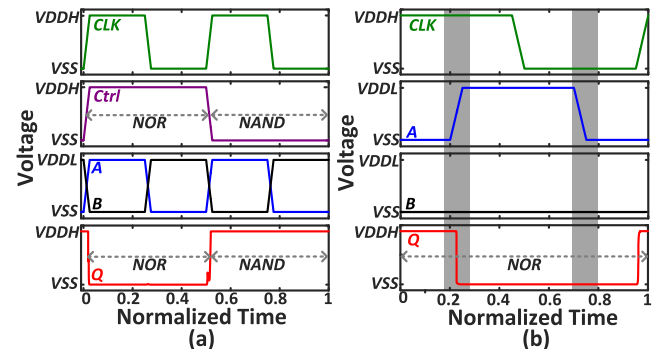 Voltage
VDDH
CLK
VSS
VDDH
Ctrl
NOR
NAND
VSS
VDDL
A
B
VSS
VDDH
NOR
NAND
Q
VSS
0 0.2 0.4 0.6 0.8 1
Normalized Time
(a)
Voltage
VDDH
CLK
VSS
VDDL
A
VSS
VDDL
B
VSS
VDDH
Q
NOR
VSS
0 0.2 0.4 0.6 0.8 1
Normalized Time
(b)